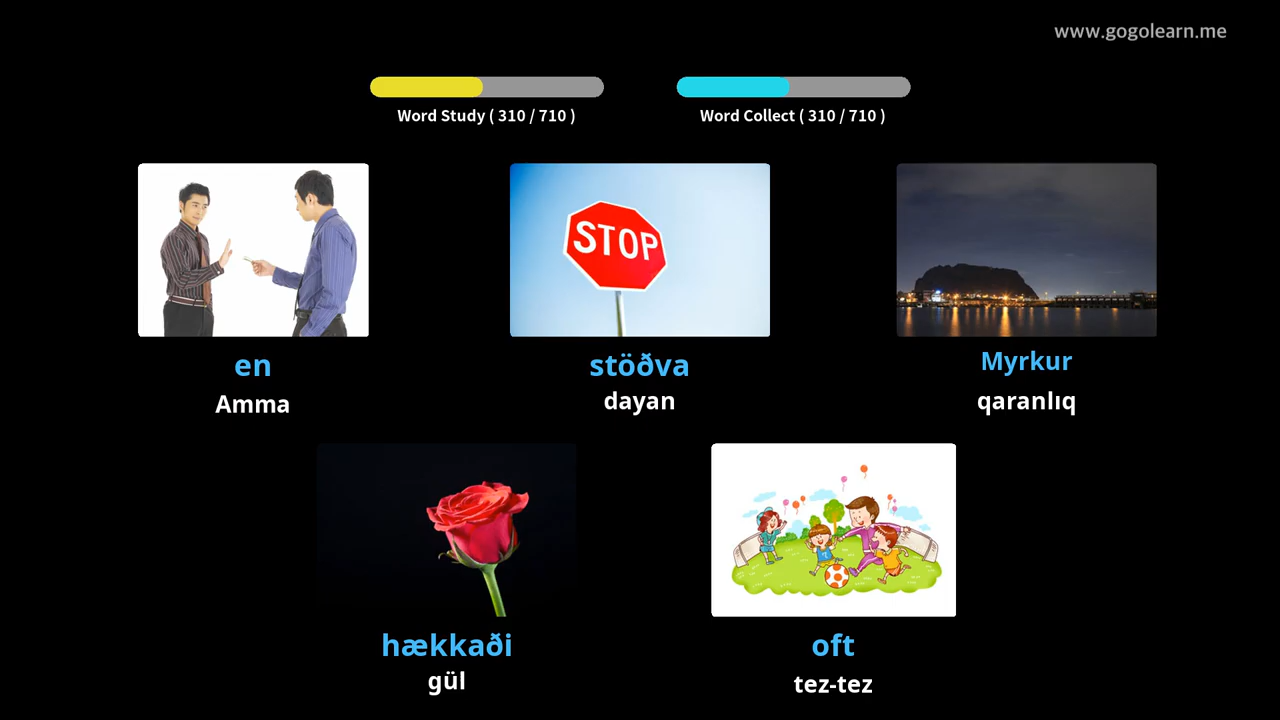 www.gogolearn.me
Word Study ( 310 / 710 )
Word Collect ( 310 / 710 )
STOP
en
Amma
stöðva
dayan
Myrkur
qaranlıq
hækkaði
gül
oft
tez-tez